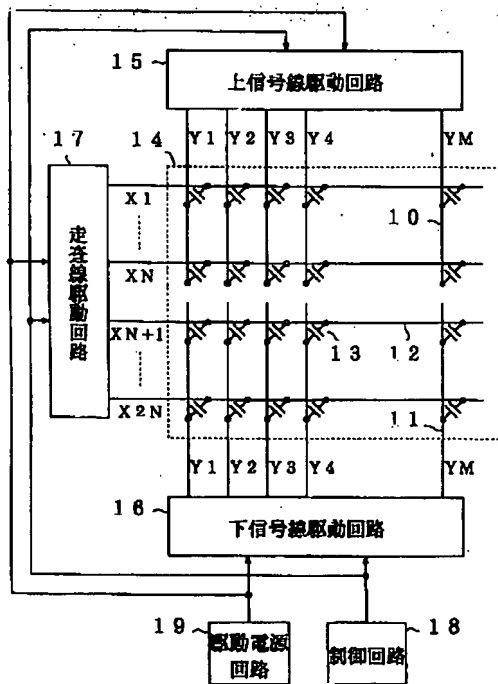 15
上信号線駆動回路
17
14
Y1 Y2 Y3 Y4 YM
走査線駆動回路
X1
10
XN
XN+1
13
12
X2N
11
Y1 Y2 Y3 Y4 YM
16
下信号線駆動回路
19
駆動電源
回路
制御回路
18